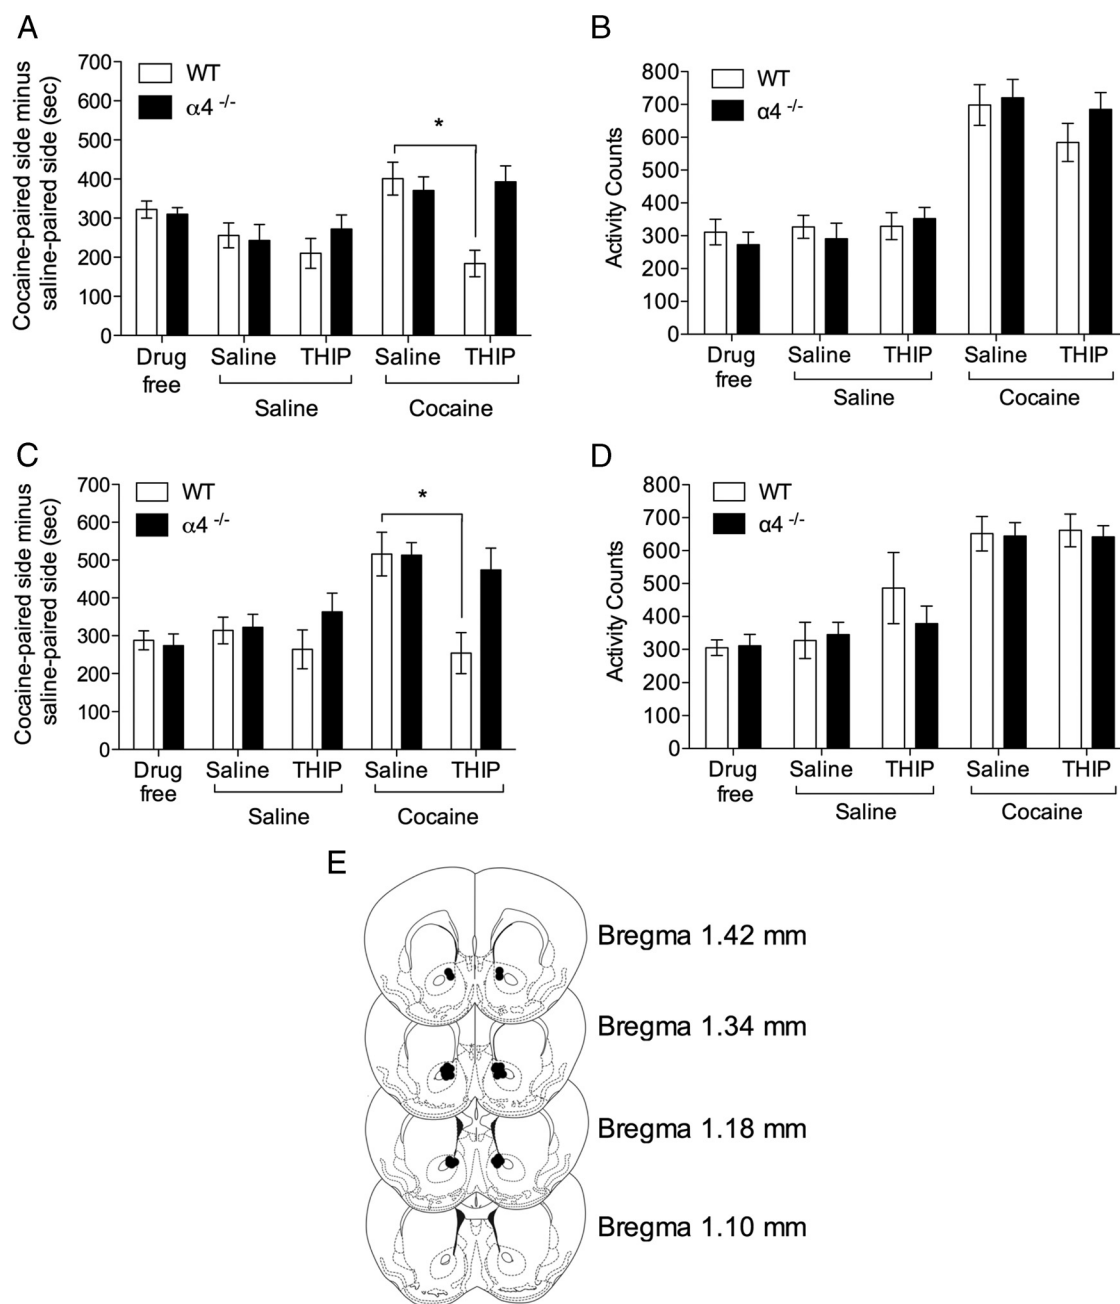 A
Cocaine-paired side minus
saline-paired side (sec)
700
600
500
400
300
200
100
0
WT
α4 -/-
*
Drug
free
Saline
THIP
Saline
THIP
Saline
Cocaine
B
Activity Counts
800
700
600
500
400
300
200
100
0
WT
α4 -/-
Drug
free
Saline
THIP
Saline
THIP
Saline
Cocaine
C
Cocaine-paired side minus
saline-paired side (sec)
700
600
500
400
300
200
100
0
WT
α4 -/-
*
Drug
free
Saline
THIP
Saline
THIP
Saline
Cocaine
D
Activity Counts
800
700
600
500
400
300
200
100
0
WT
α4 -/-
Drug
free
Saline
THIP
Saline
THIP
Saline
Cocaine
E
Bregma 1.42 mm
Bregma 1.34 mm
Bregma 1.18 mm
Bregma 1.10 mm